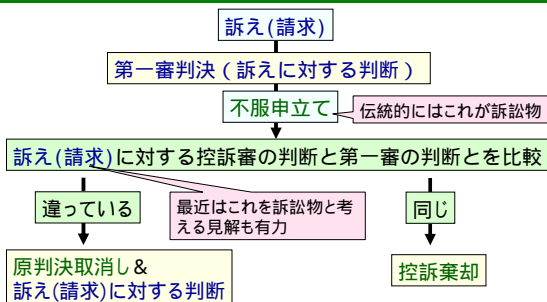 訴え(請求)
第一審判決(訴えに対する判断)
不服申立て
伝統的にはこれが訴訟物
訴え(請求)に対する控訴審の判断と第一審の判断とを比較
違っている
最近はこれを訴訟物と考
える見解も有力
同じ
原判決取消し&
訴え(請求)に対する判断
控訴棄却